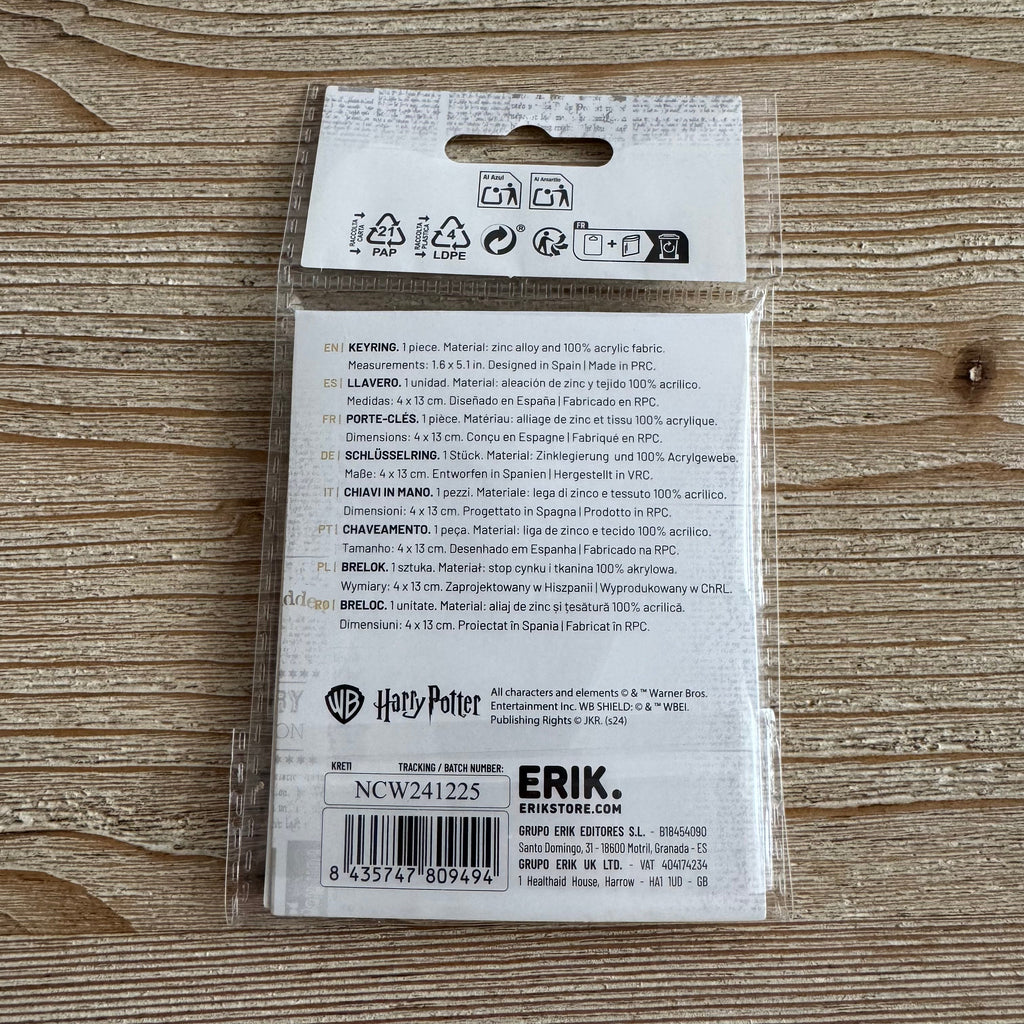 Al Azul
Al Amarillo
RACCOLTA CARTA
21
PAP
RACCOLTA PLASTICA
4
LDPE
®
FR
+
EN| KEYRING. 1 piece. Material: zinc alloy and 100% acrylic fabric.
Measurements: 1.6 x 5.1 in. Designed in Spain | Made in PRC.
ES| LLAVERO. 1 unidad. Material: aleación de zinc y tejido 100% acrílico.
Medidas: 4 x 13 cm. Diseñado en España | Fabricado en RPC.
FR| PORTE-CLÉS. 1 pièce. Matériau: alliage de zinc et tissu 100% acrylique.
Dimensions: 4 x 13 cm. Conçu en Espagne | Fabriqué en RPC.
DE| SCHLÜSSELRING. 1 Stück. Material: Zinklegierung und 100% Acrylgewebe.
Maße: 4 x 13 cm. Entworfen in Spanien | Hergestellt in VRC.
IT| CHIAVI IN MANO. 1 pezzi. Materiale: lega di zinco e tessuto 100% acrilico.
Dimensioni: 4 x 13 cm. Progettato in Spagna | Prodotto in RPC.
PT| CHAVEAMENTO. 1 peça. Material: liga de zinco e tecido 100% acrílico.
Tamanho: 4 x 13 cm. Desenhado em Espanha | Fabricado na RPC.
PL| BRELOK. 1 sztuka. Materiał: stop cynku i tkanina 100% akrylowa.
Wymiary: 4 x 13 cm. Zaprojektowany w Hiszpanii | Wyprodukowany w ChRL.
RO| BRELOC. 1 unitate. Material: aliaj de zinc și țesătură 100% acrilică.
Dimensiuni: 4 x 13 cm. Proiectat în Spania | Fabricat în RPC.
WB Harry Potter
All characters and elements © & ™ Warner Bros.
Entertainment Inc. WB SHIELD: © & ™ WBEI.
Publishing Rights © JKR. (s24)
KRE11 TRACKING / BATCH NUMBER:
NCW241225
8 435747 809494
ERIK.
ERIKSTORE.COM
GRUPO ERIK EDITORES S.L. - B18454090
Santo Domingo, 31 - 18600 Motril, Granada - ES
GRUPO ERIK UK LTD. - VAT 404174234
1 Healthaid House, Harrow - HA1 1UD - GB